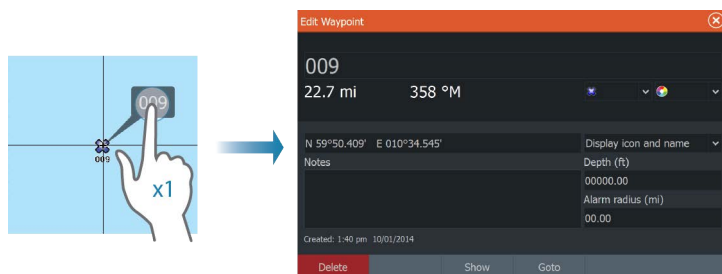 009
009
x1
Edit Waypoint
009
22.7 mi 358 °M
N 59°50.409' E 010°34.545' Display icon and name
Notes Depth (ft)
00000.00
Alarm radius (mi)
00.00
Created: 1:40 pm 10/01/2014
Delete Show Goto